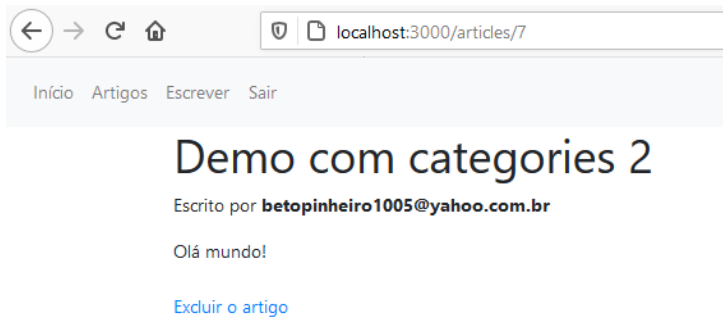 localhost:3000/articles/7
Início Artigos Escrever Sair
Demo com categories 2
Escrito por betopinheiro1005@yahoo.com.br
Olá mundo!
Excluir o artigo